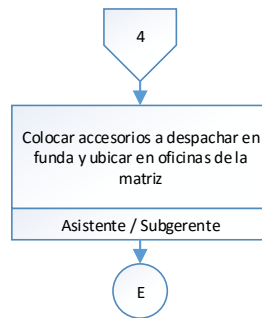 4
Colocar accesorios a despachar en
funda y ubicar en oficinas de la
matriz
Asistente / Subgerente
E